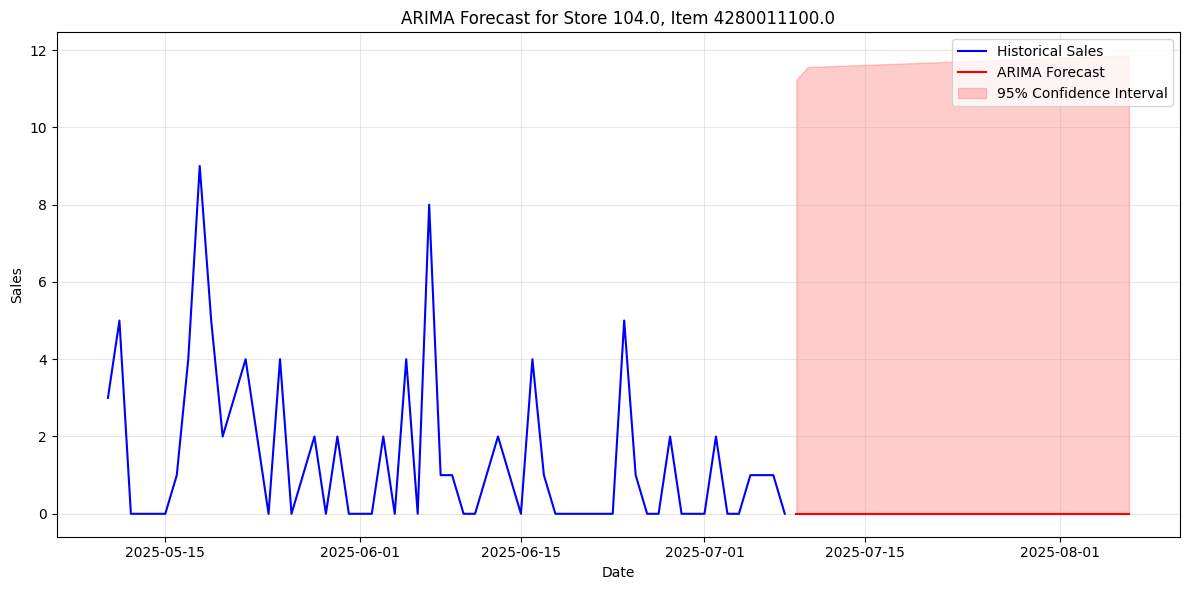 ARIMA Forecast for Store 104.0, Item 4280011100.0
Historical Sales
ARIMA Forecast
95% Confidence Interval
12
10
8
6
4
2
0
Sales
2025-05-15
2025-06-01
2025-06-15
2025-07-01
2025-07-15
2025-08-01
Date